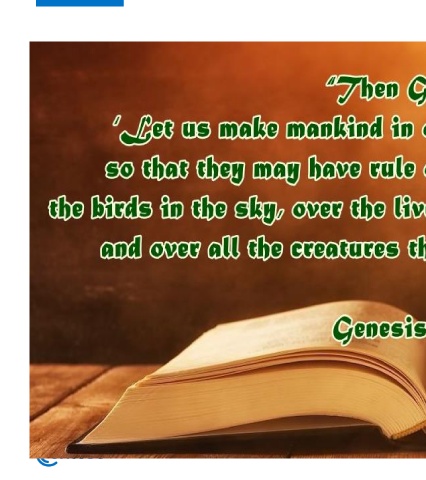 “Then G
‘Let us make mankind in
so that they may have rule
the birds in the sky, over the liv
and over all the creatures th
Genesis